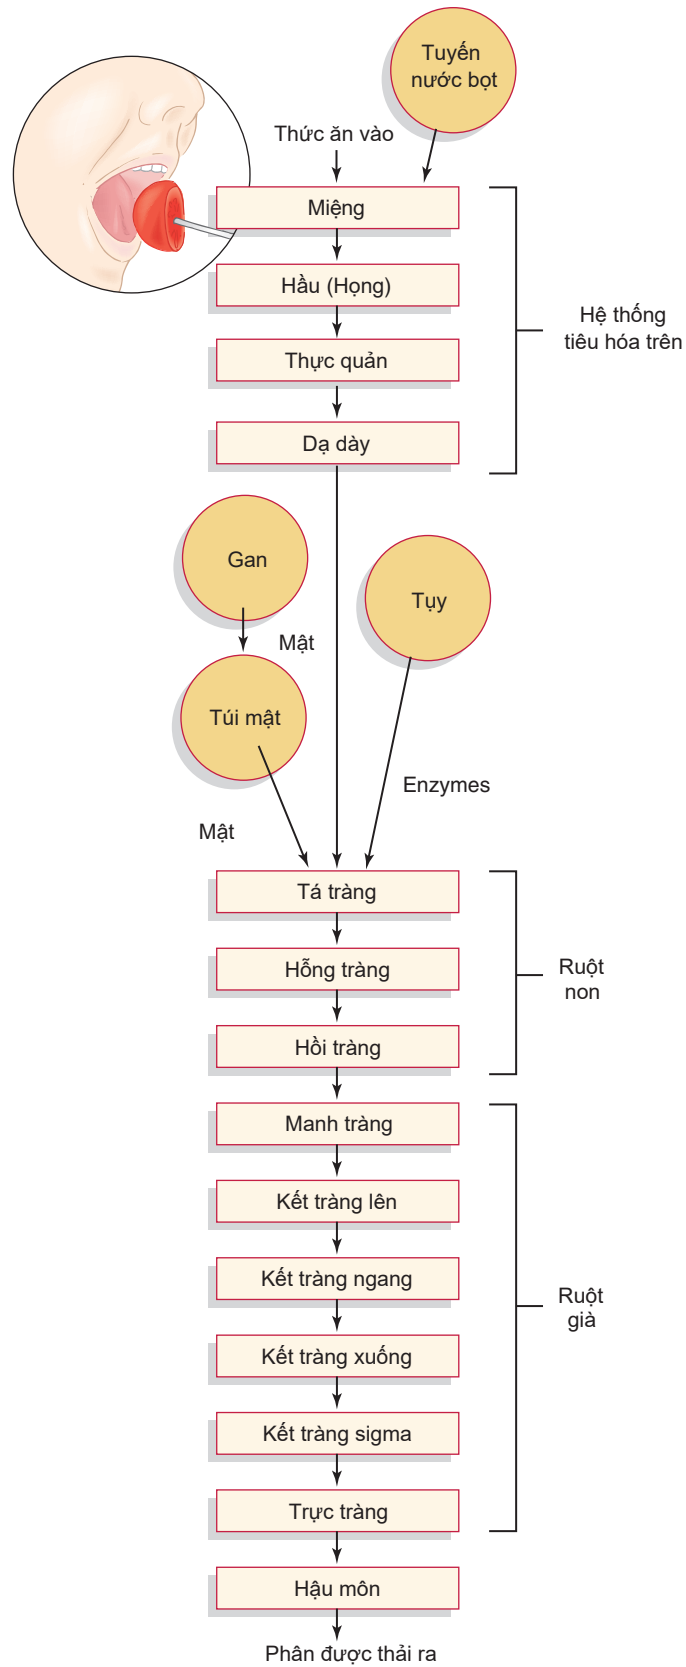 Tuyến
nước bọt
Thức ăn vào
Miệng
Hầu (Họng)
Thực quản
Dạ dày
Hệ thống
tiêu hóa trên
Gan
Tụy
Mật
Túi mật
Enzymes
Mật
Tá tràng
Hỗng tràng
Hồi tràng
Ruột
non
Manh tràng
Kết tràng lên
Kết tràng ngang
Kết tràng xuống
Kết tràng sigma
Trực tràng
Ruột
già
Hậu môn
Phân được thải ra